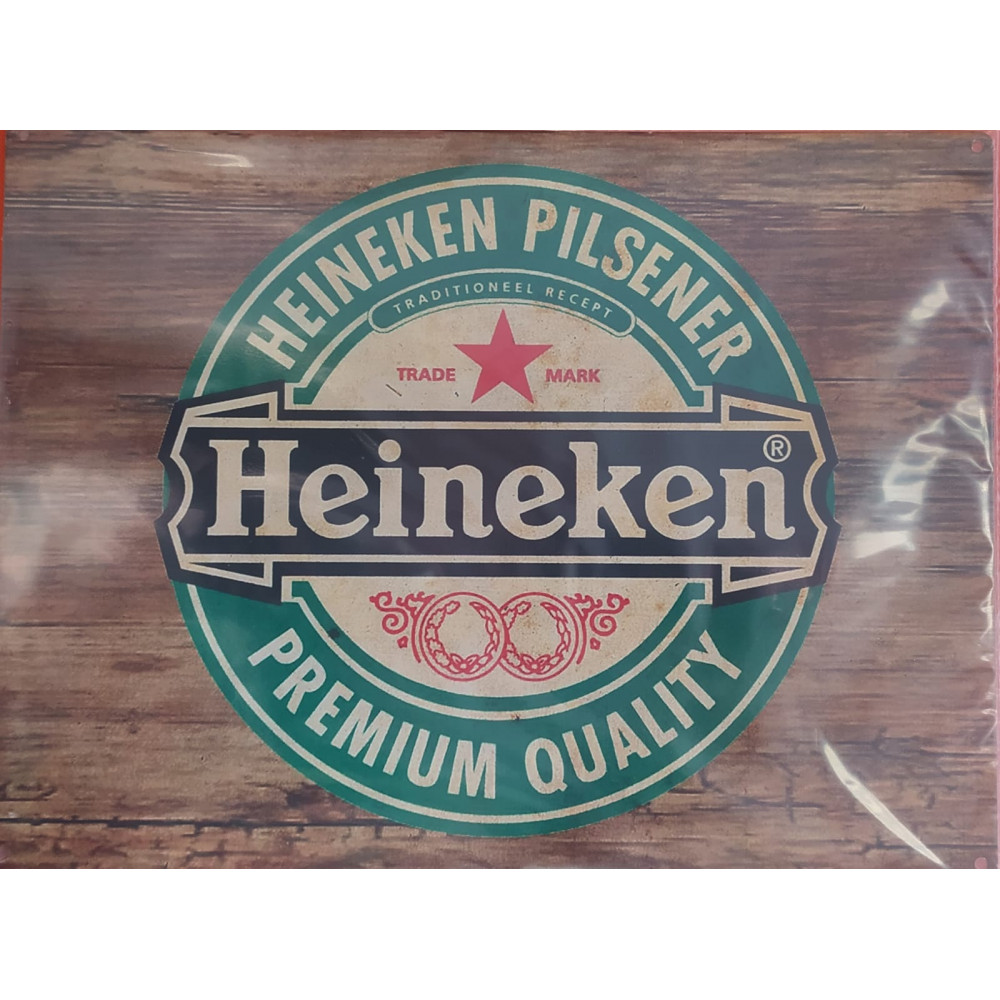 HEINEKEN PILSENER
TRADITIONEEL RECEPT
TRADE MARK
Heineken®
PREMIUM QUALITY